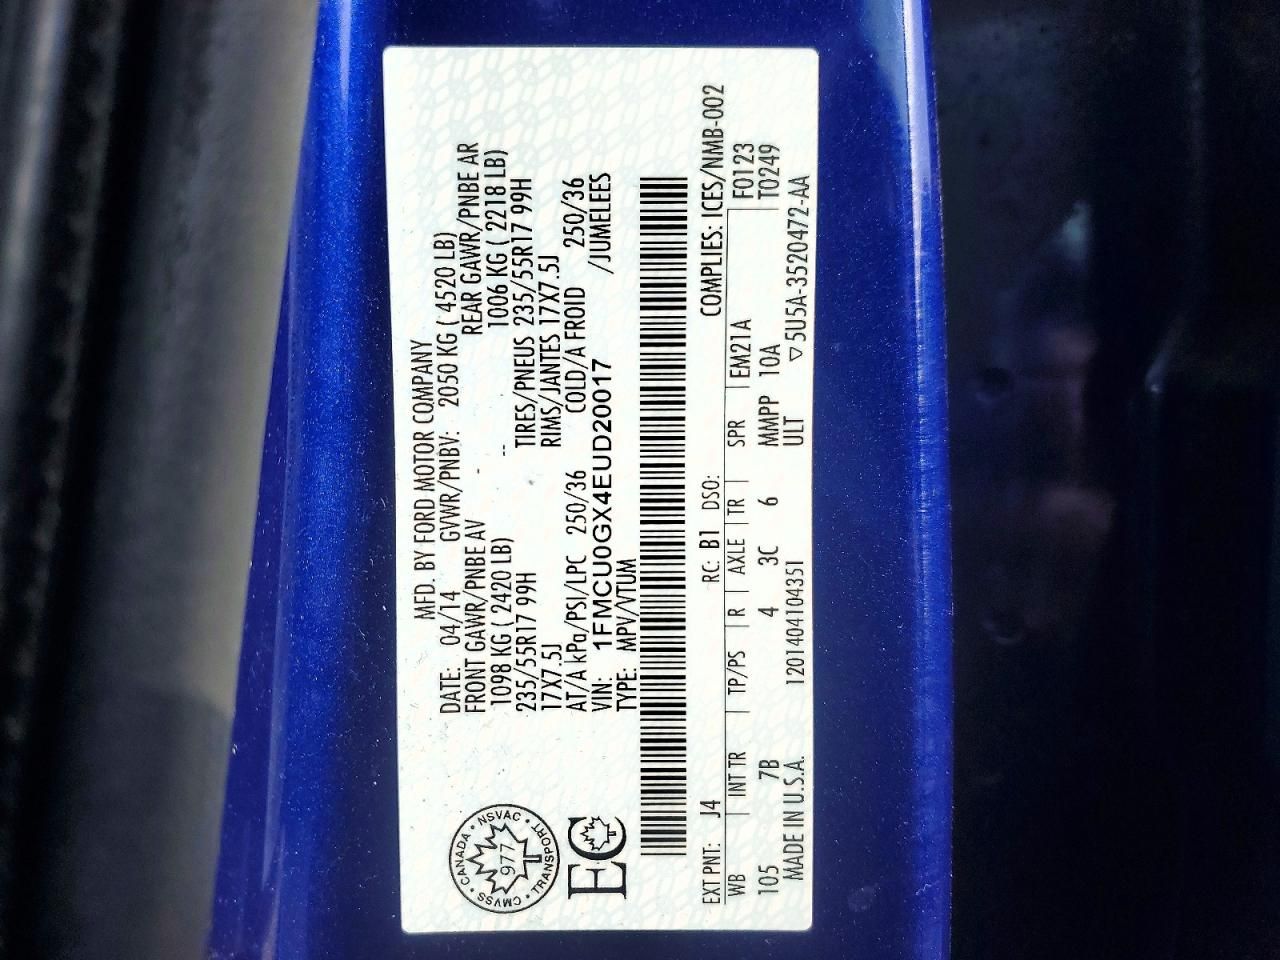 MFD. BY FORD MOTOR COMPANY
DATE: 04/14 GVWR/PNBV: 2050 KG ( 4520 LB)
FRONT GAWR/PNBE AV REAR GAWR/PNBE AR
1098 KG ( 2420 LB) -- 1006 KG ( 2218 LB)
235/55R17 99H TIRES/PNEUS 235/55R17 99H
17X7.5J RIMS/JANTES 17X7.5J
AT/A kPa/PSI/LPC 250/36 COLD/A FROID 250/36
VIN: 1FMCU0GX4EUD20017 /JUMELEES
TYPE: MPV/VTUM
CANADA • NSVAC • TRANSPORT • CMVSS •
977
EC
EXT PNT: J4 RC: B1 DSO: COMPLIES: ICES/NMB-002
WB INT TR TP/PS R AXLE TR SPR EM21A F0123
105 7B 4 3C 6 MMPP 10A T0249
MADE IN U.S.A. 120140410435​1 ULT ▽5U5A-3520472-AA